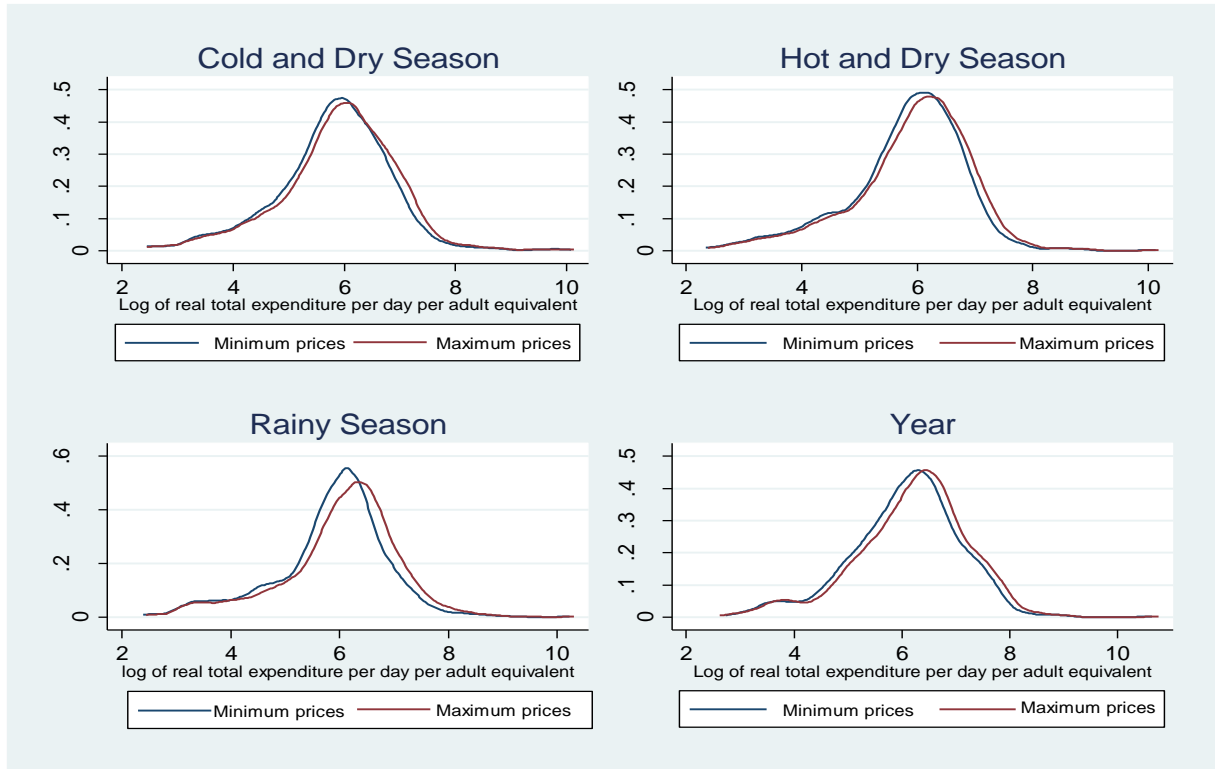 Cold and Dry Season
.5
.4
.3
.2
.1
0
2 4 6 8 10
Log of real total expenditure per day per adult equivalent
Minimum prices Maximum prices
Hot and Dry Season
.5
.4
.3
.2
.1
0
2 4 6 8 10
Log of real total expenditure per day per adult equivalent
Minimum prices Maximum prices
Rainy Season
.6
.4
.2
0
2 4 6 8 10
log of real total expenditure per day per adult equivalent
Minimum prices Maximum prices
Year
.5
.4
.3
.2
.1
0
2 4 6 8 10
Log of real total expenditure per day per adult equivalent
Minimum prices Maximum prices